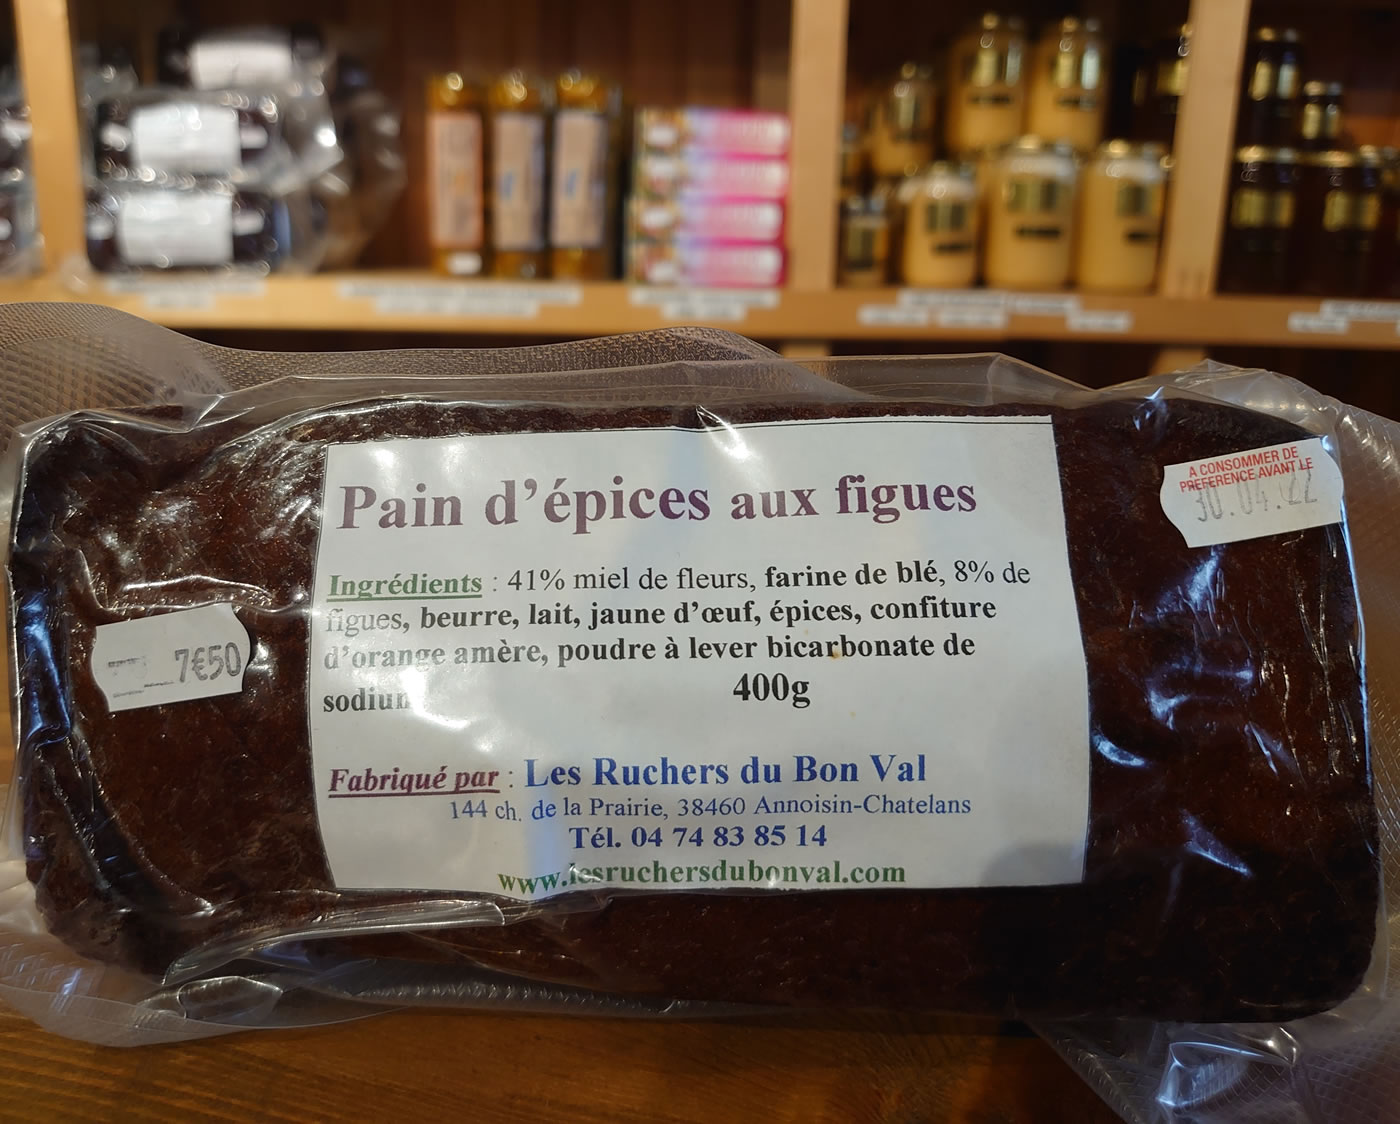 Pain d'épices aux figues
Ingrédients : 41% miel de fleurs, farine de blé, 8% de
figues, beurre, lait, jaune d'œuf, épices, confiture
d'orange amère, poudre à lever bicarbonate de
sodium
400g
Fabriqué par : Les Ruchers du Bon Val
144 ch. de la Prairie, 38460 Annoisin-Chatelans
Tél. 04 74 83 85 14
www.lesruchersdubonval.com
7€50
A CONSOMMER DE
PREFERENCE AVANT LE
30.04.22